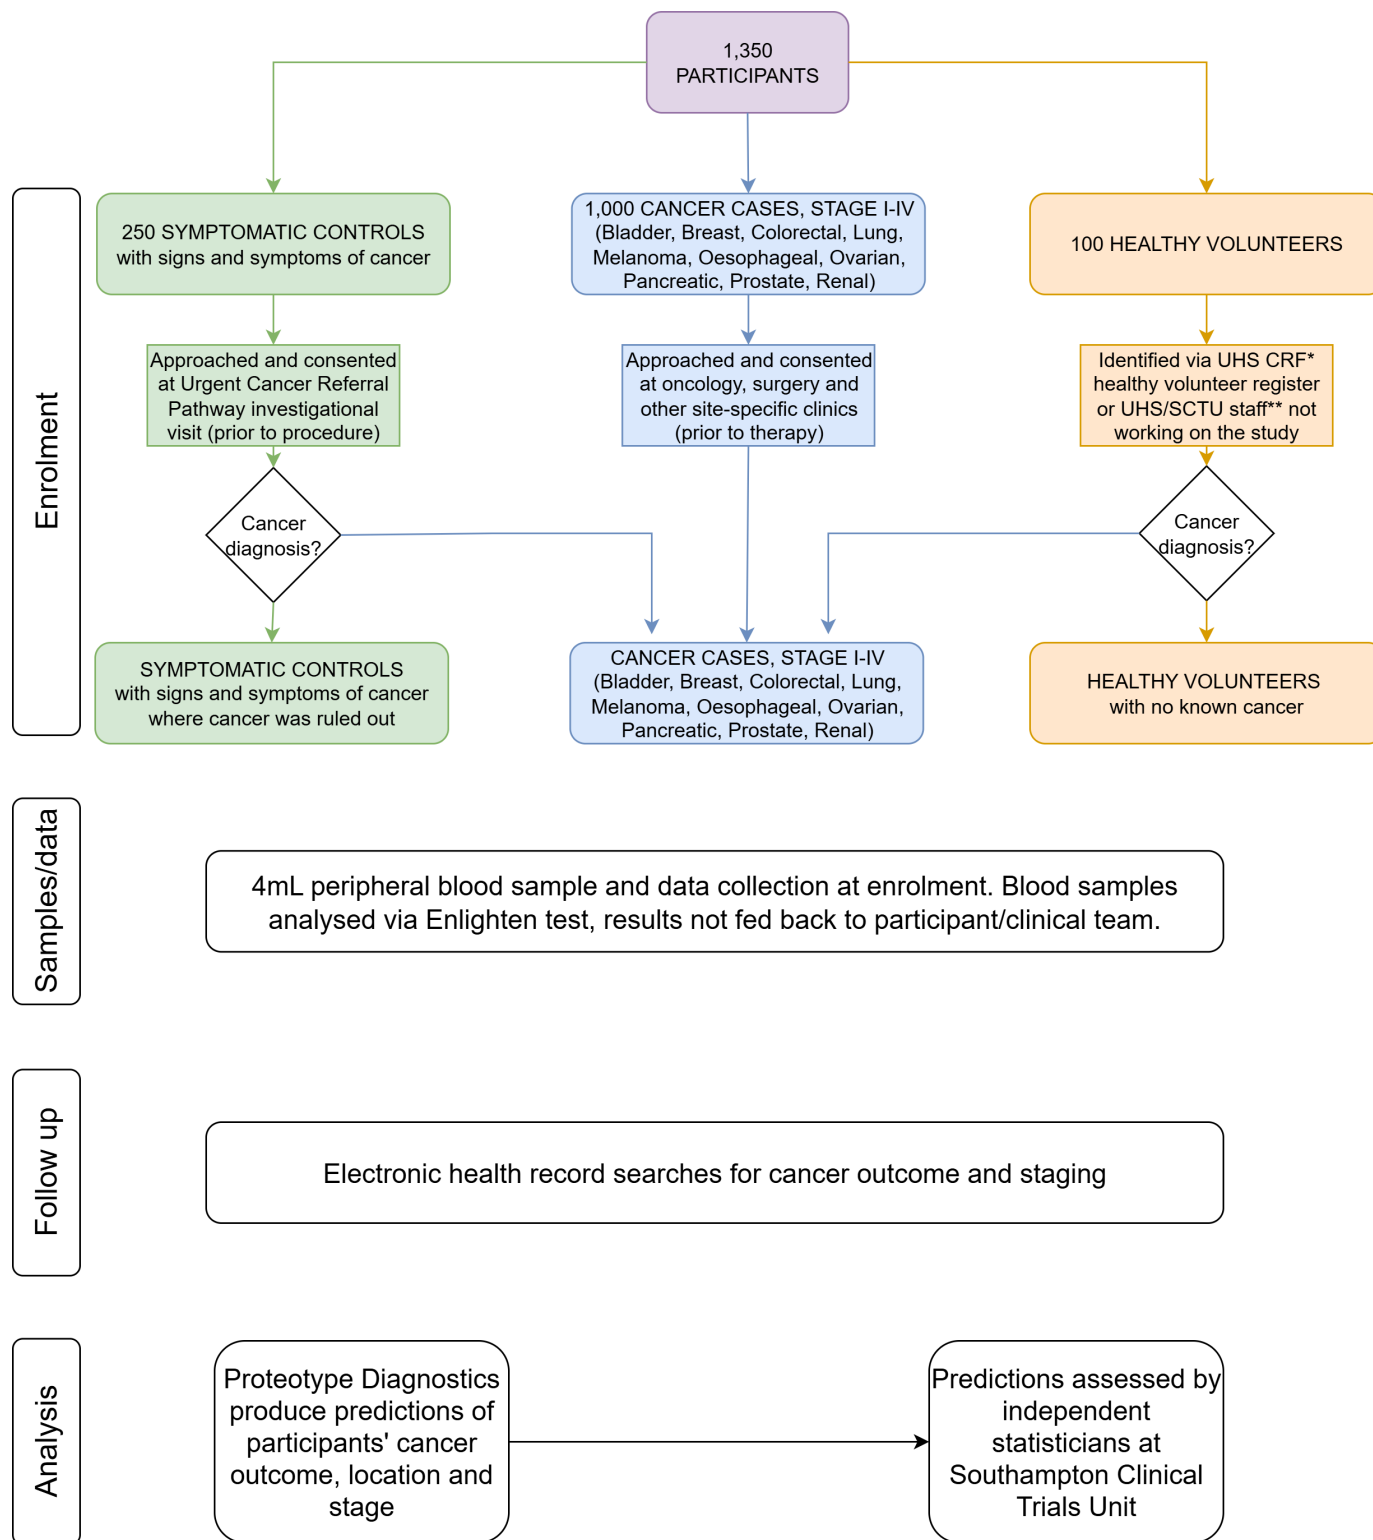 1,350
PARTICIPANTS
Enrolment
250 SYMPTOMATIC CONTROLS
with signs and symptoms of cancer
1,000 CANCER CASES, STAGE I-IV
(Bladder, Breast, Colorectal, Lung,
Melanoma, Oesophageal, Ovarian,
Pancreatic, Prostate, Renal)
100 HEALTHY VOLUNTEERS
Approached and consented
at Urgent Cancer Referral
Pathway investigational
visit (prior to procedure)
Approached and consented
at oncology, surgery and
other site-specific clinics
(prior to therapy)
Identified via UHS CRF*
healthy volunteer register
or UHS/SCTU staff** not
working on the study
Cancer
diagnosis?
Cancer
diagnosis?
SYMPTOMATIC CONTROLS
with signs and symptoms of cancer
where cancer was ruled out
CANCER CASES, STAGE I-IV
(Bladder, Breast, Colorectal, Lung,
Melanoma, Oesophageal, Ovarian,
Pancreatic, Prostate, Renal)
HEALTHY VOLUNTEERS
with no known cancer
Samples/data
4mL peripheral blood sample and data collection at enrolment. Blood samples
analysed via Enlighten test, results not fed back to participant/clinical team.
Follow up
Electronic health record searches for cancer outcome and staging
Analysis
Proteotype Diagnostics
produce predictions of
participants' cancer
outcome, location and
stage
Predictions assessed by
independent
statisticians at
Southampton Clinical
Trials Unit